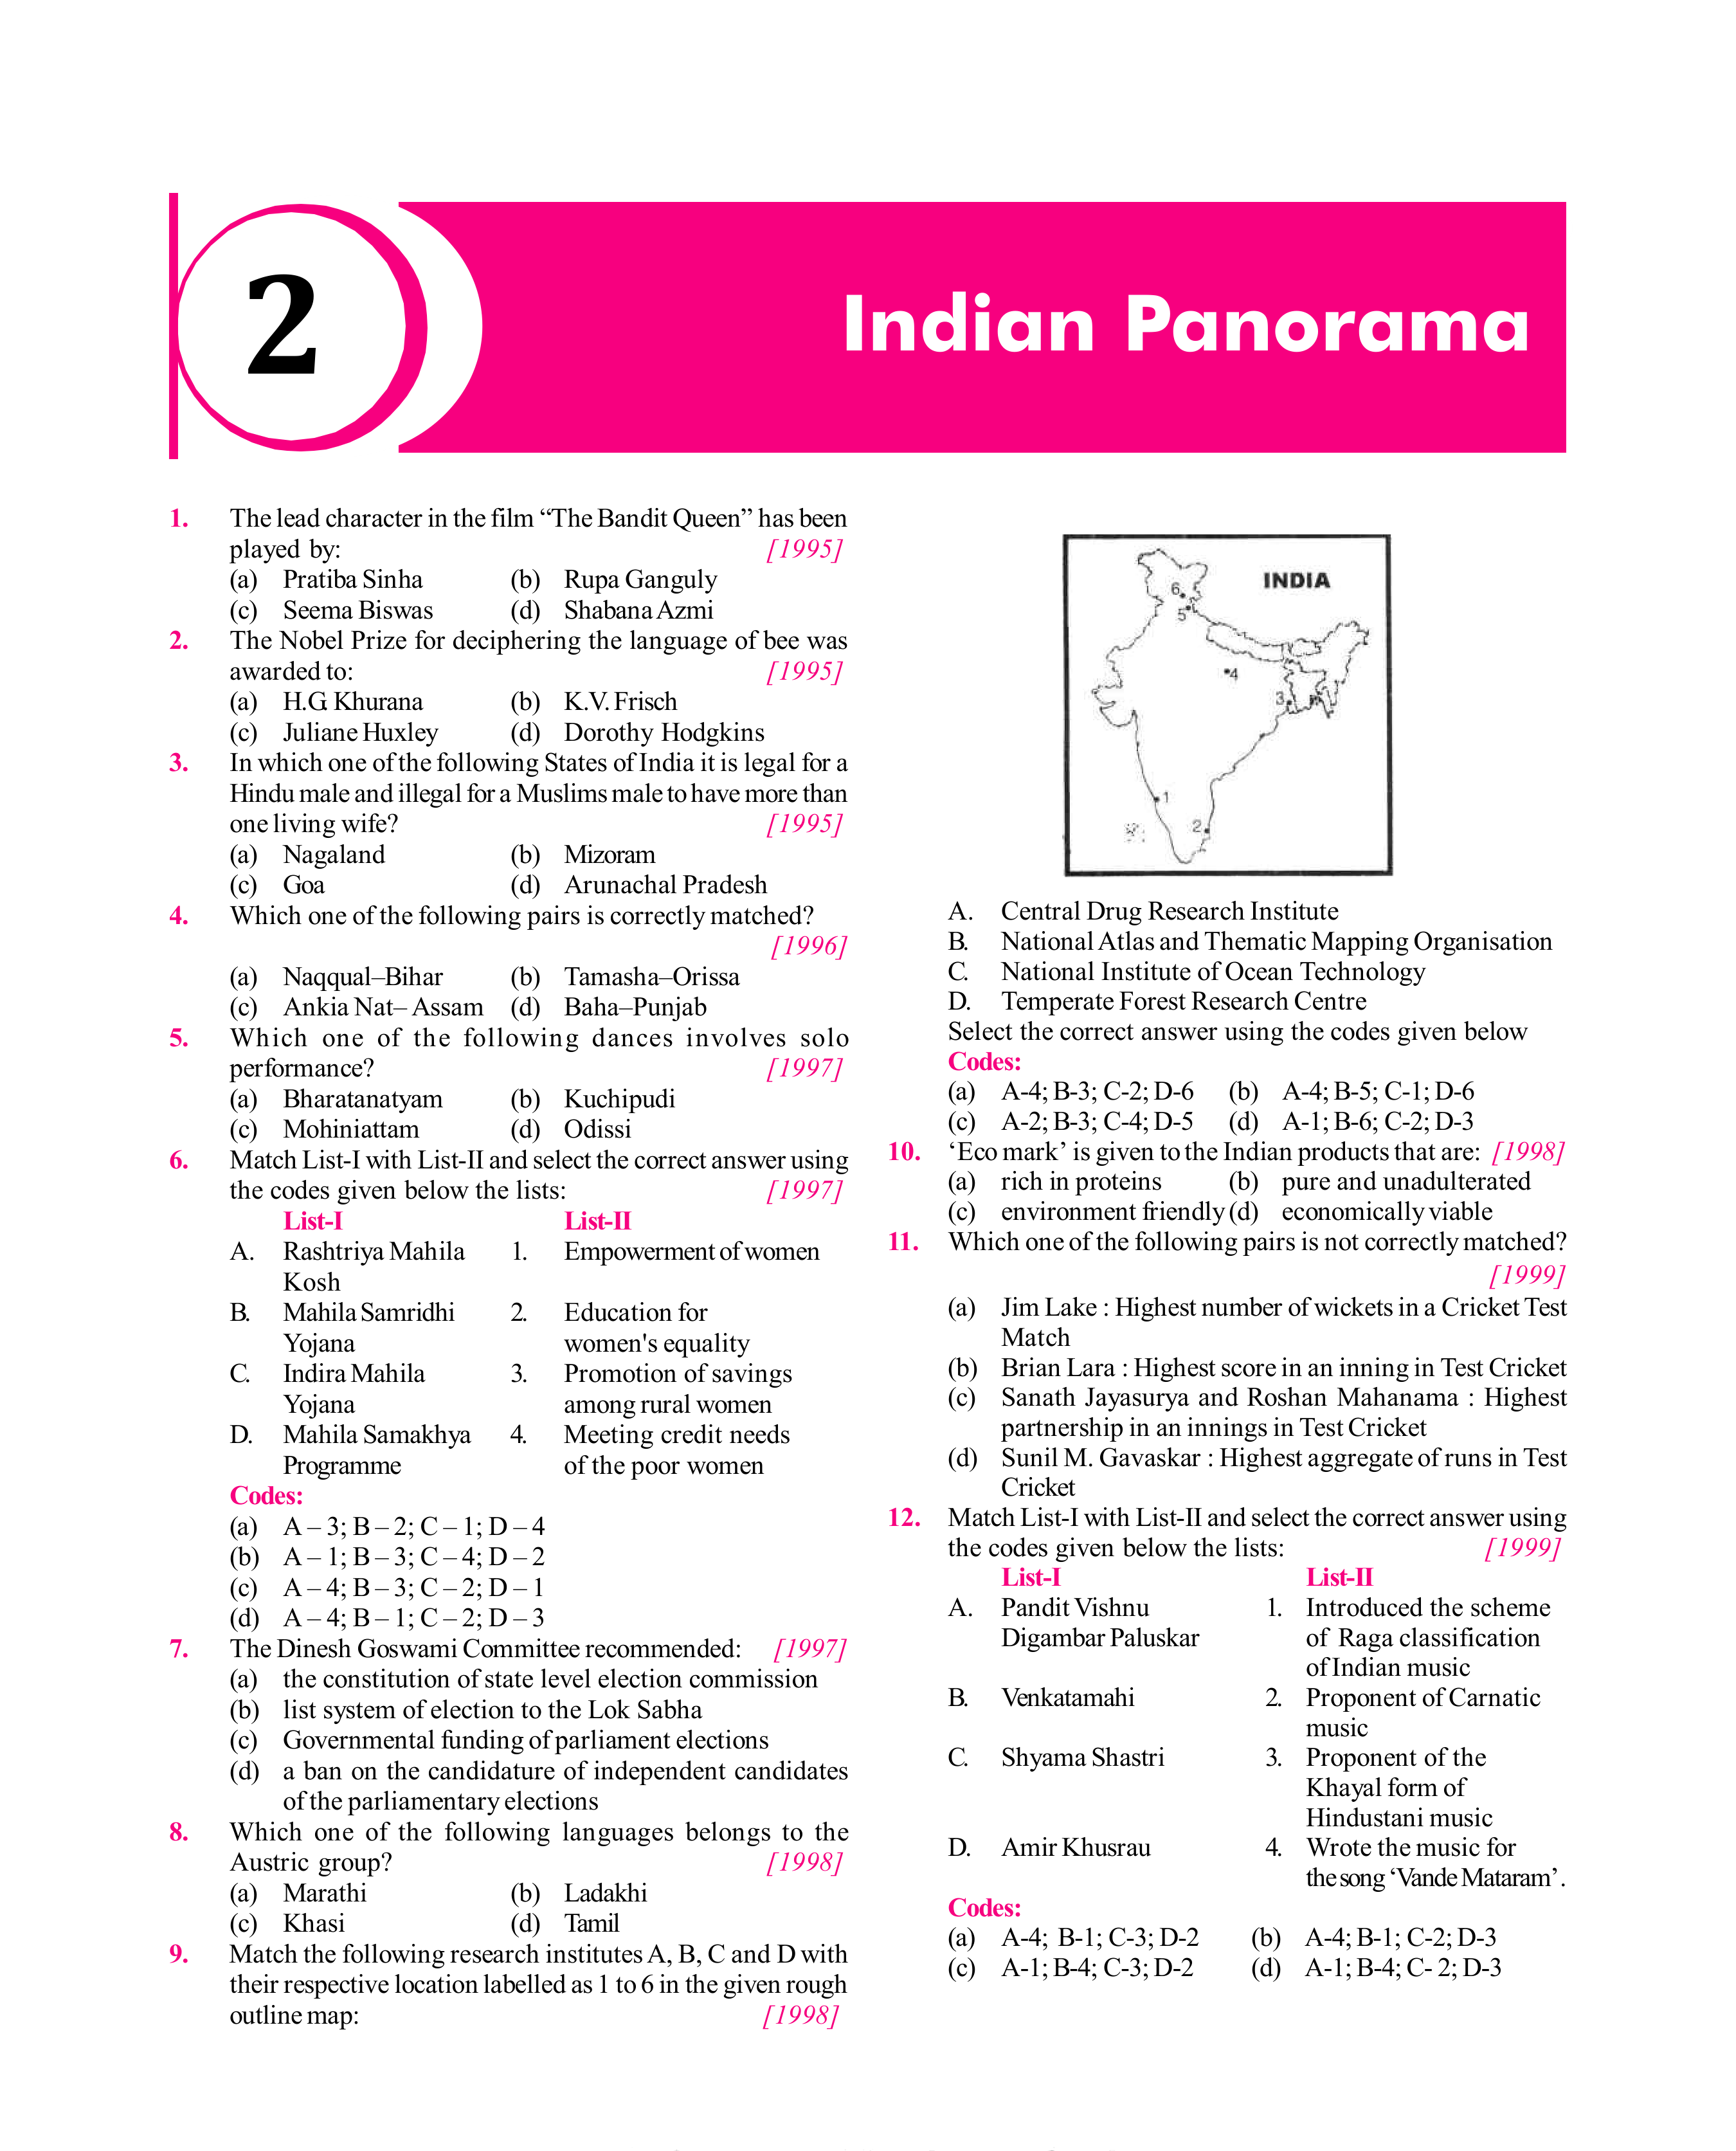 2
Indian Panorama
1. The lead character in the film “The Bandit Queen” has been
played by: [1995]
(a) Pratiba Sinha (b) Rupa Ganguly
(c) Seema Biswas (d) Shabana Azmi
2. The Nobel Prize for deciphering the language of bee was
awarded to: [1995]
(a) H.G. Khurana (b) K.V. Frisch
(c) Juliane Huxley (d) Dorothy Hodgkins
3. In which one of the following States of India it is legal for a
Hindu male and illegal for a Muslims male to have more than
one living wife? [1995]
(a) Nagaland (b) Mizoram
(c) Goa (d) Arunachal Pradesh
4. Which one of the following pairs is correctly matched?
[1996]
(a) Naqqual–Bihar (b) Tamasha–Orissa
(c) Ankia Nat– Assam (d) Baha–Punjab
5. Which one of the following dances involves solo
performance? [1997]
(a) Bharatanatyam (b) Kuchipudi
(c) Mohiniattam (d) Odissi
6. Match List-I with List-II and select the correct answer using
the codes given below the lists: [1997]
List-I List-II
A. Rashtriya Mahila 1. Empowerment of women
Kosh
B. Mahila Samridhi 2. Education for
Yojana women's equality
C. Indira Mahila 3. Promotion of savings
Yojana among rural women
D. Mahila Samakhya 4. Meeting credit needs
Programme of the poor women
Codes:
(a) A – 3; B – 2; C – 1; D – 4
(b) A – 1; B – 3; C – 4; D – 2
(c) A – 4; B – 3; C – 2; D – 1
(d) A – 4; B – 1; C – 2; D – 3
7. The Dinesh Goswami Committee recommended: [1997]
(a) the constitution of state level election commission
(b) list system of election to the Lok Sabha
(c) Governmental funding of parliament elections
(d) a ban on the candidature of independent candidates
of the parliamentary elections
8. Which one of the following languages belongs to the
Austric group? [1998]
(a) Marathi (b) Ladakhi
(c) Khasi (d) Tamil
9. Match the following research institutes A, B, C and D with
their respective location labelled as 1 to 6 in the given rough
outline map: [1998]
INDIA
6
5
4
3
1
2
A. Central Drug Research Institute
B. National Atlas and Thematic Mapping Organisation
C. National Institute of Ocean Technology
D. Temperate Forest Research Centre
Select the correct answer using the codes given below
Codes:
(a) A-4; B-3; C-2; D-6 (b) A-4; B-5; C-1; D-6
(c) A-2; B-3; C-4; D-5 (d) A-1; B-6; C-2; D-3
10. ‘Eco mark’ is given to the Indian products that are: [1998]
(a) rich in proteins (b) pure and unadulterated
(c) environment friendly (d) economically viable
11. Which one of the following pairs is not correctly matched?
[1999]
(a) Jim Lake : Highest number of wickets in a Cricket Test
Match
(b) Brian Lara : Highest score in an inning in Test Cricket
(c) Sanath Jayasurya and Roshan Mahanama : Highest
partnership in an innings in Test Cricket
(d) Sunil M. Gavaskar : Highest aggregate of runs in Test
Cricket
12. Match List-I with List-II and select the correct answer using
the codes given below the lists: [1999]
List-I List-II
A. Pandit Vishnu 1. Introduced the scheme
Digambar Paluskar of Raga classification
of Indian music
B. Venkatamahi 2. Proponent of Carnatic
music
C. Shyama Shastri 3. Proponent of the
Khayal form of
Hindustani music
D. Amir Khusrau 4. Wrote the music for
the song ‘Vande Mataram’.
Codes:
(a) A-4; B-1; C-3; D-2 (b) A-4; B-1; C-2; D-3
(c) A-1; B-4; C-3; D-2 (d) A-1; B-4; C- 2; D-3